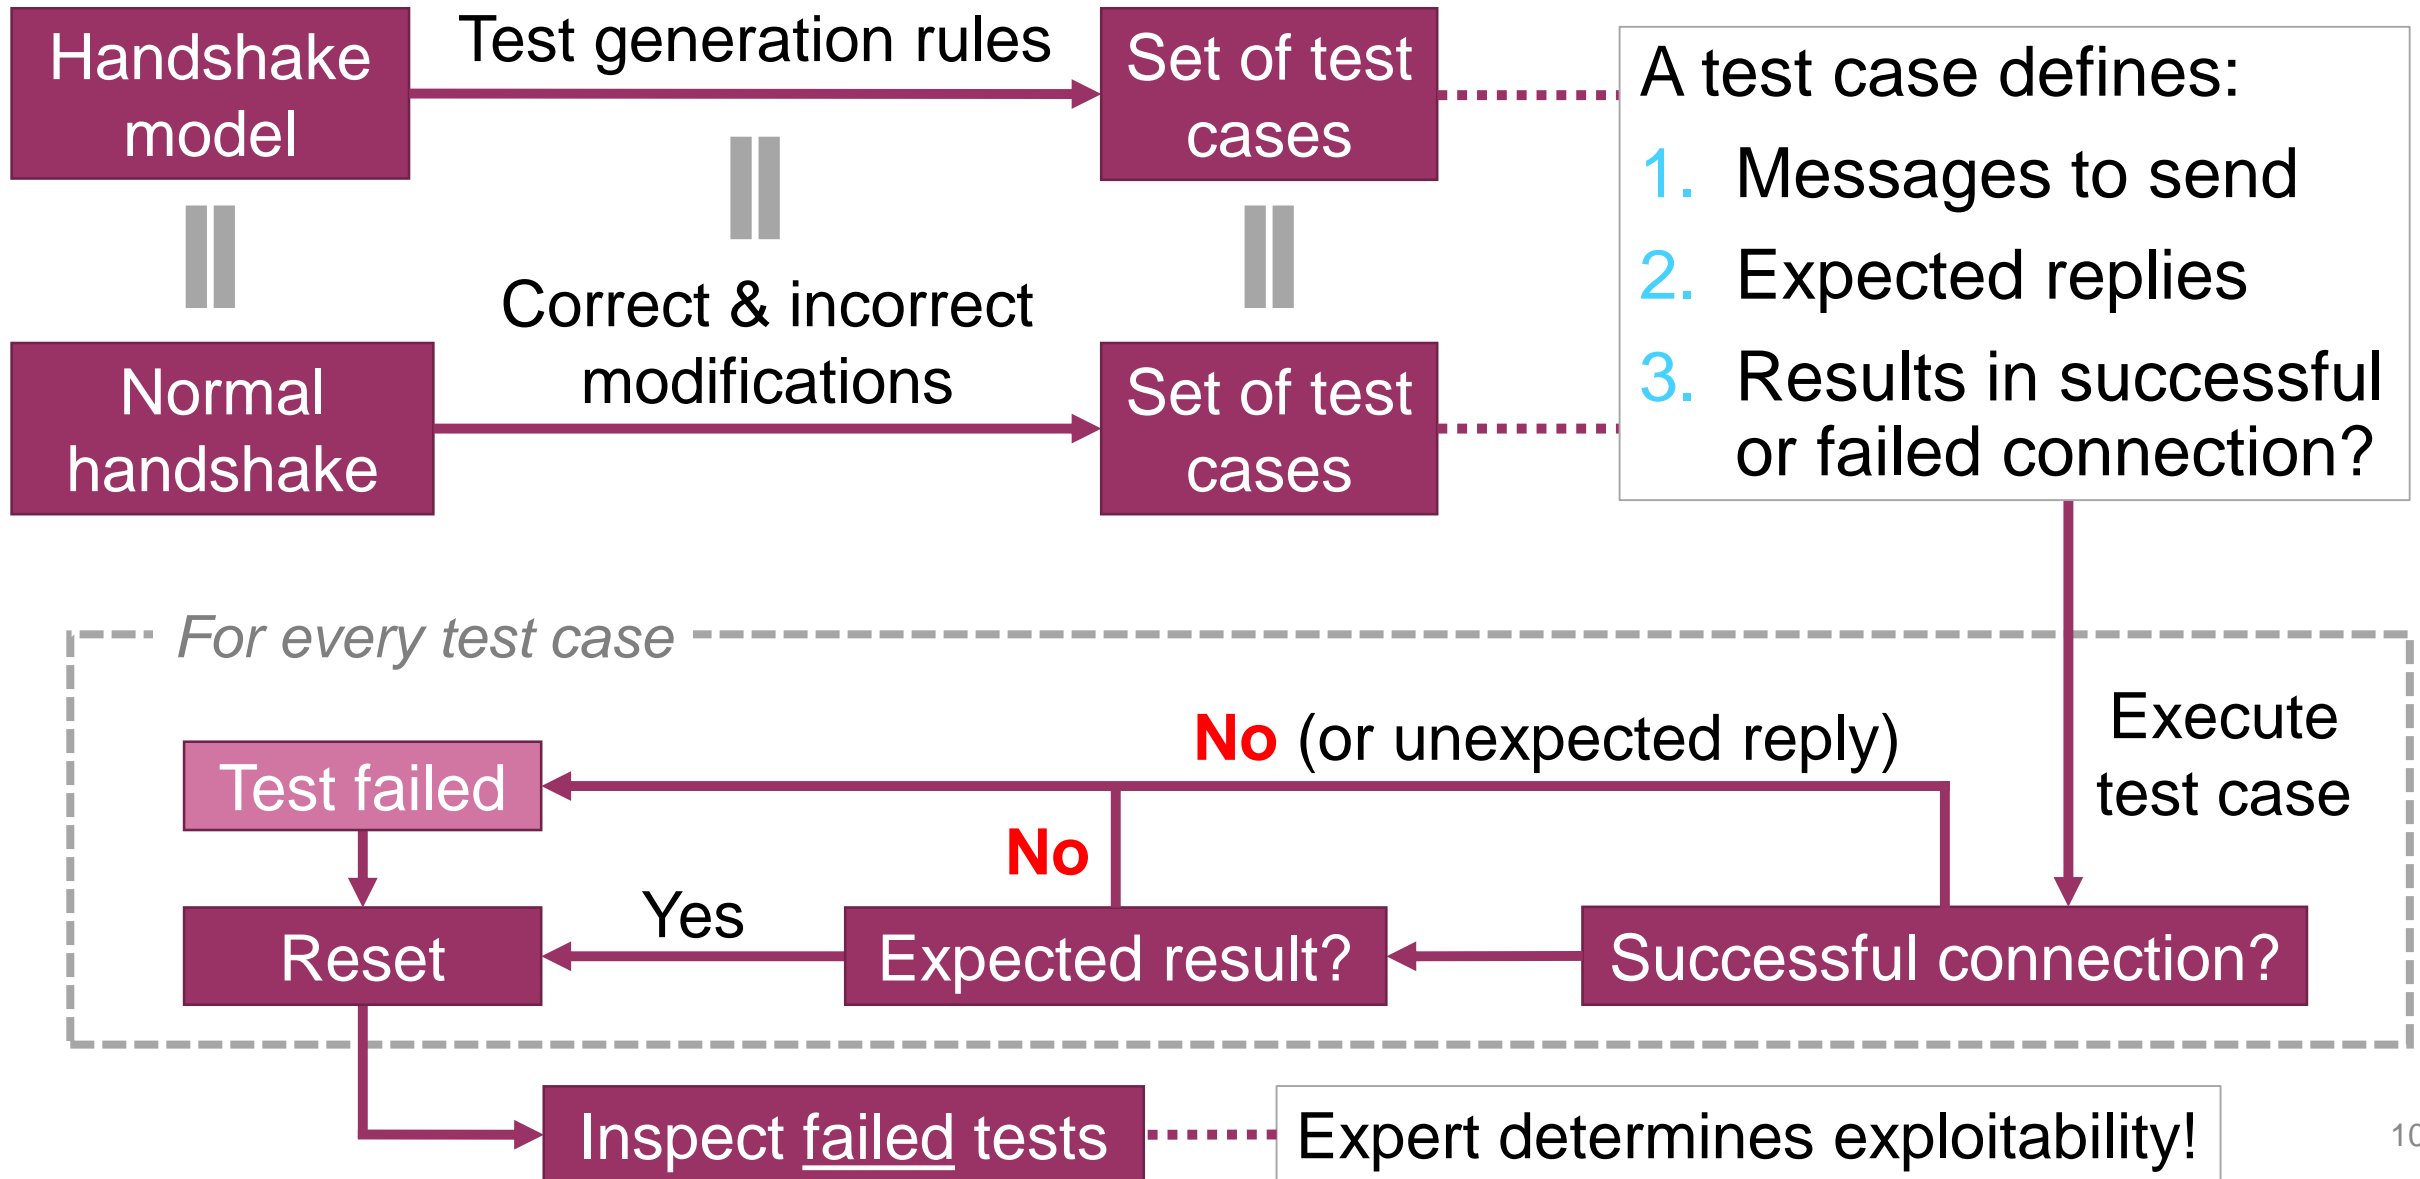 Handshake
model
Test generation rules
Set of test
cases
A test case defines:
1. Messages to send
2. Expected replies
3. Results in successful
or failed connection?
Normal
handshake
Correct & incorrect
modifications
Set of test
cases
For every test case
Execute
test case
No (or unexpected reply)
Test failed
No
Yes
Reset
Expected result?
Successful connection?
Inspect failed tests
Expert determines exploitability!
10